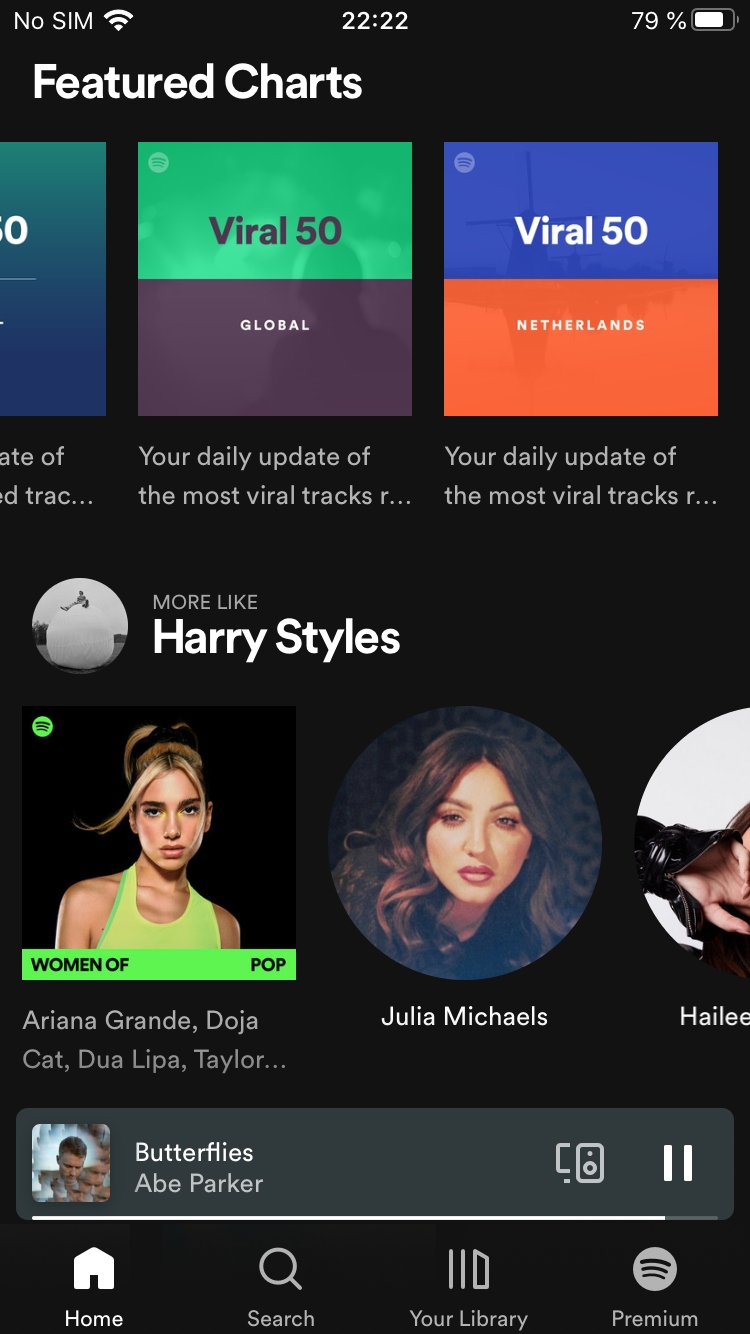 No SIM
22:22
79 %
Featured Charts
50
Viral 50
Viral 50
GLOBAL
NETHERLANDS
ate of
Your daily update of
Your daily update of
ed trac...
the most viral tracks r...
the most viral tracks r...
MORE LIKE
Harry Styles
WOMEN OF
POP
Ariana Grande, Doja
Cat, Dua Lipa, Taylor...
Julia Michaels
Hailee
Butterflies
Abe Parker
Home
Search
Your Library
Premium